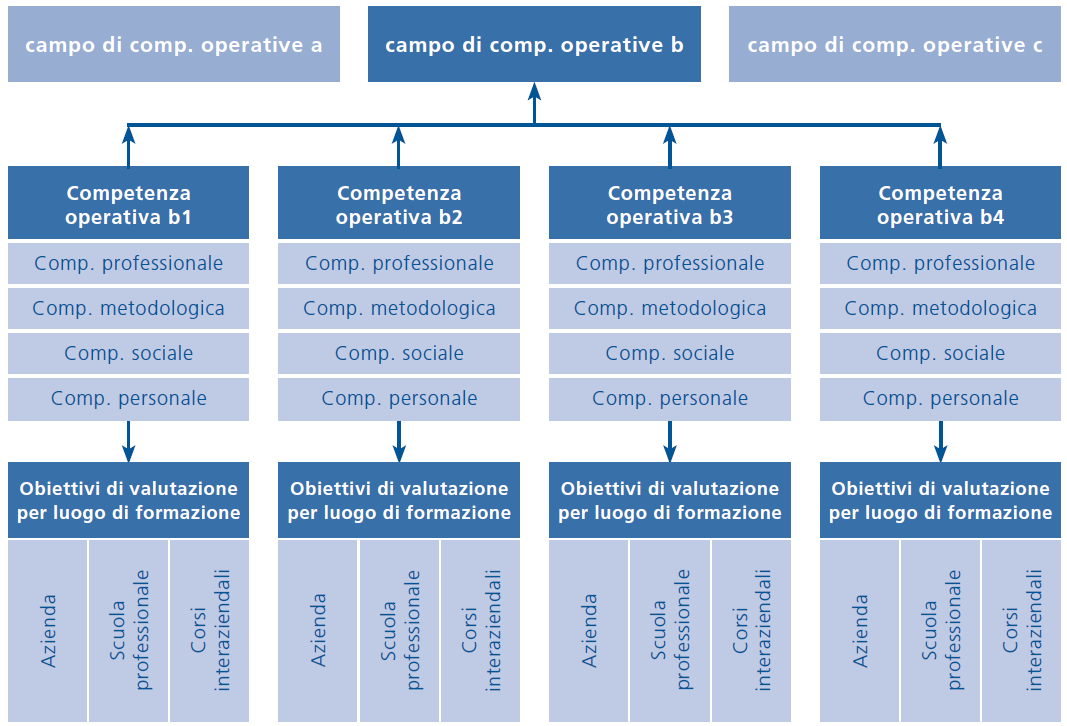 campo di comp. operative a
campo di comp. operative b
campo di comp. operative c
Competenza
operativa b1
Competenza
operativa b2
Competenza
operativa b3
Competenza
operativa b4
Comp. professionale
Comp. professionale
Comp. professionale
Comp. professionale
Comp. metodologica
Comp. metodologica
Comp. metodologica
Comp. metodologica
Comp. sociale
Comp. sociale
Comp. sociale
Comp. sociale
Comp. personale
Comp. personale
Comp. personale
Comp. personale
Obiettivi di valutazione
per luogo di formazione
Obiettivi di valutazione
per luogo di formazione
Obiettivi di valutazione
per luogo di formazione
Obiettivi di valutazione
per luogo di formazione
Azienda
Scuola
professionale
Corsi
interaziendali
Azienda
Scuola
professionale
Corsi
interaziendali
Azienda
Scuola
professionale
Corsi
interaziendali
Azienda
Scuola
professionale
Corsi
interaziendali